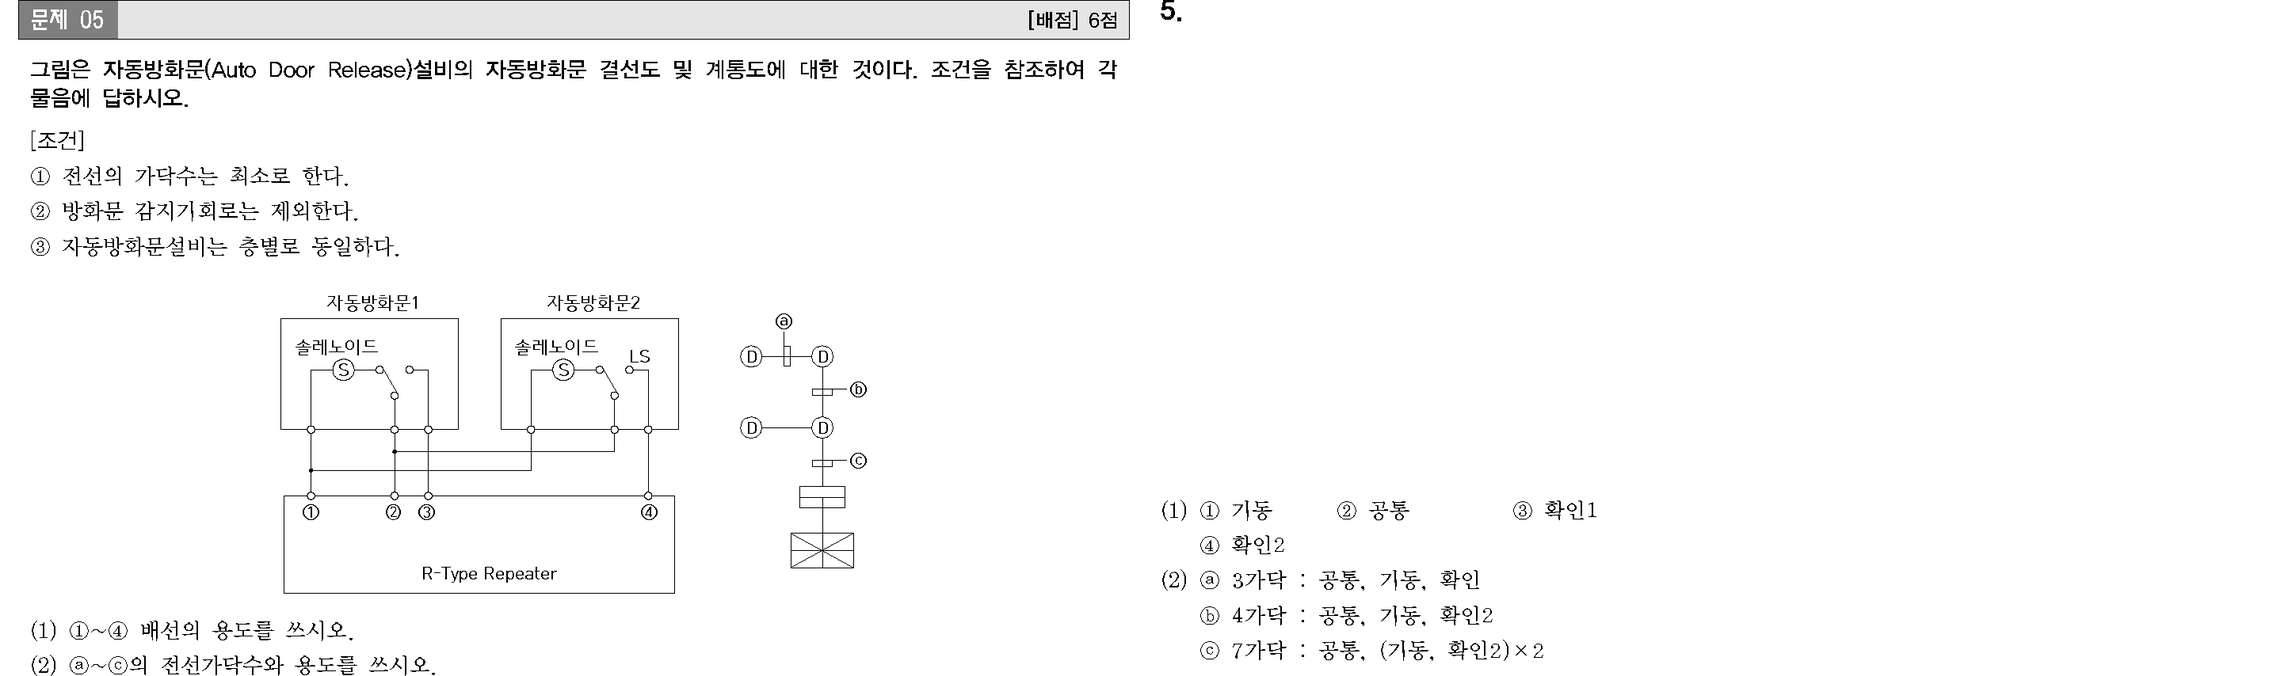 문제 05
[배점] 6점
그림은 자동방화문(Auto Door Release)설비의 자동방화문 결선도 및 계통도에 대한 것이다. 조건을 참조하여 각
물음에 답하시오.
[조건]
① 전선의 가닥수는 최소로 한다.
② 방화문 감지기회로는 제외한다.
③ 자동방화문설비는 층별로 동일하다.
자동방화문1
자동방화문2
솔레노이드
솔레노이드
LS
S
S
① ② ③ ④
R-Type Repeater
ⓐ
D D
ⓑ
D D
ⓒ
(1) ①~④ 배선의 용도를 쓰시오.
(2) ⓐ~ⓒ의 전선가닥수와 용도를 쓰시오.
5.
(1) ① 기동 ② 공통 ③ 확인1
④ 확인2
(2) ⓐ 3가닥 : 공통, 기동, 확인
ⓑ 4가닥 : 공통, 기동, 확인2
ⓒ 7가닥 : 공통, (기동, 확인2)×2